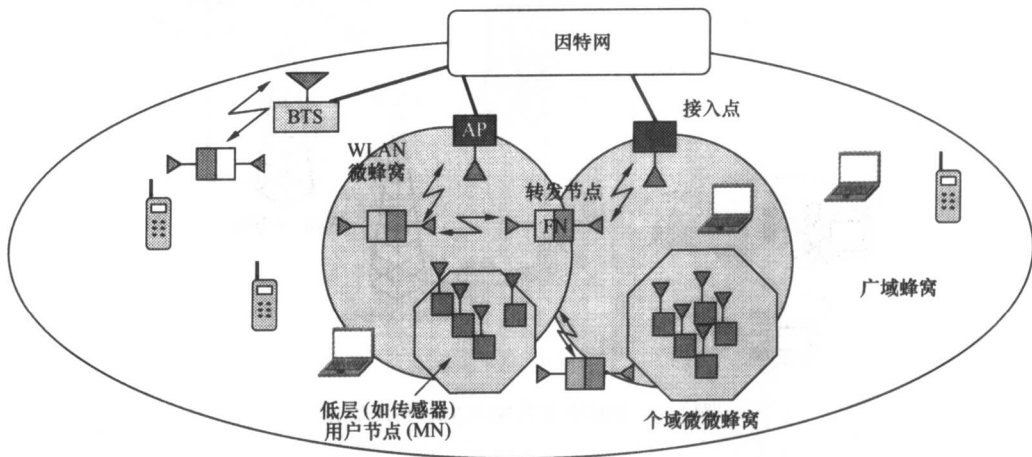 因特网
BTS
AP
接入点
WLAN
微蜂窝
转发节点
FN
广域蜂窝
低层(如传感器)
用户节点(MN)
个域微微蜂窝